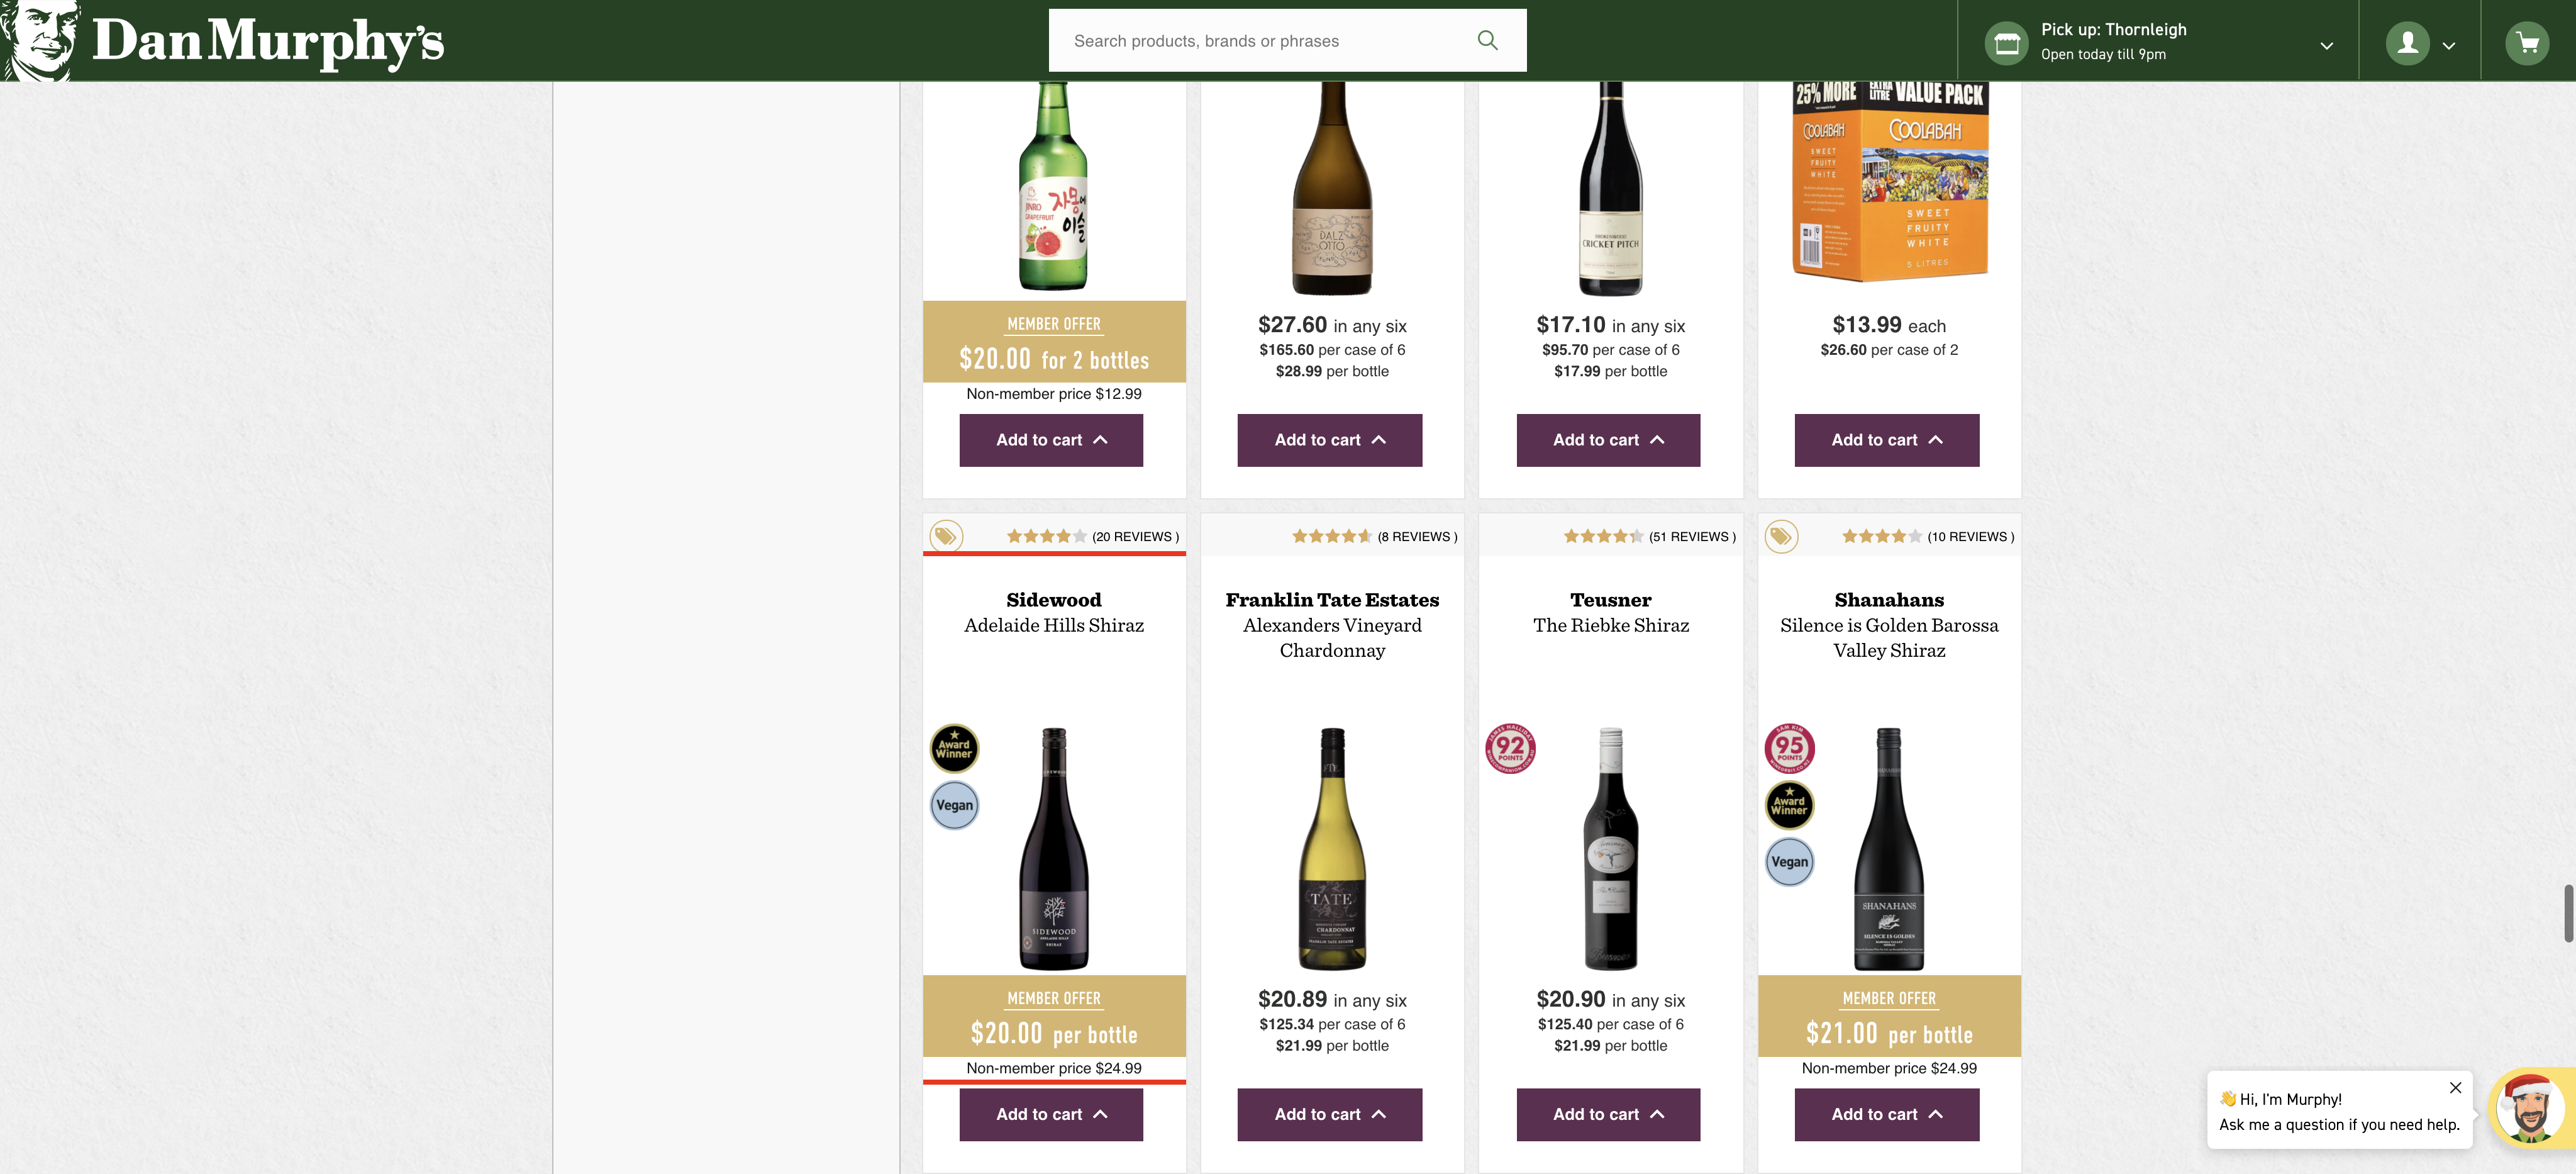 Dan Murphy's
Search products, brands or phrases
Pick up: Thornleigh
Open today till 9pm
JINRO
자몽에
GRAPEFRUIT
이슬
DALZ
OTTO
CRICKET PITCH
25% MORE EXTRA LITRE VALUE PACK
COOLABAH COOLABAH
SWEET
FRUITY
WHITE
SWEET
FRUITY
WHITE
5 LITRES
MEMBER OFFER
$20.00 for 2 bottles
Non-member price $12.99
Add to cart
$27.60 in any six
$165.60 per case of 6
$28.99 per bottle
Add to cart
$17.10 in any six
$95.70 per case of 6
$17.99 per bottle
Add to cart
$13.99 each
$26.60 per case of 2
Add to cart
(20 REVIEWS )
Sidewood
Adelaide Hills Shiraz
Award
Winner
Vegan
SIDEWOOD
ADELAIDE HILLS
SHIRAZ
MEMBER OFFER
$20.00 per bottle
Non-member price $24.99
Add to cart
(8 REVIEWS )
Franklin Tate Estates
Alexanders Vineyard
Chardonnay
TATE
CHARDONNAY
FRANKLIN TATE ESTATES
$20.89 in any six
$125.34 per case of 6
$21.99 per bottle
Add to cart
(51 REVIEWS )
Teusner
The Riebke Shiraz
92
POINTS
$20.90 in any six
$125.40 per case of 6
$21.99 per bottle
Add to cart
(10 REVIEWS )
Shanahans
Silence is Golden Barossa
Valley Shiraz
95
POINTS
Award
Winner
Vegan
SHANAHANS
SILENCE IS GOLDEN
MEMBER OFFER
$21.00 per bottle
Non-member price $24.99
Add to cart
👋 Hi, I'm Murphy!
Ask me a question if you need help.